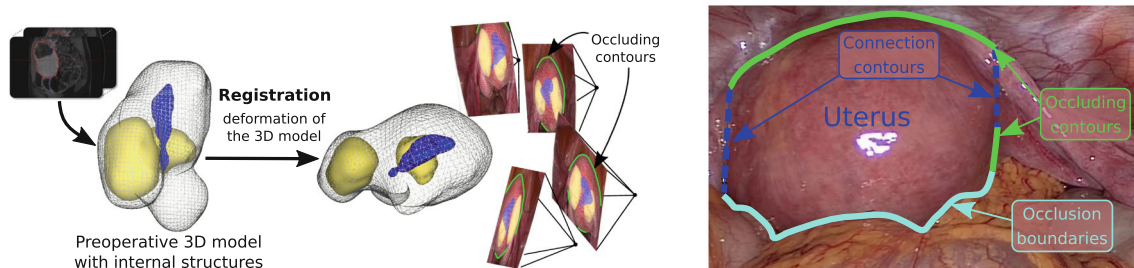 Registration
deformation of
the 3D model
Preoperative 3D model
with internal structures
Occluding
contours
Connection
contours
Uterus
Occluding
contours
Occlusion
boundaries